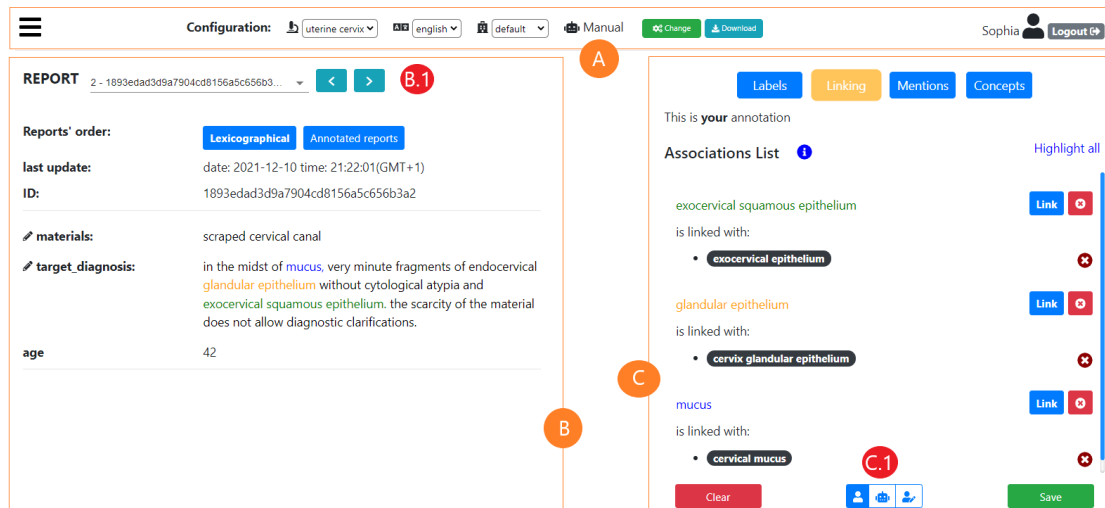 Configuration: uterine cervix english default Manual Change Download Sophia Logout
A
REPORT 2 - 1893edad3d9a7904cd8156a5c656b3... < > B.1
Reports' order: Lexicographical Annotated reports
last update: date: 2021-12-10 time: 21:22:01(GMT+1)
ID: 1893edad3d9a7904cd8156a5c656b3a2
materials: scraped cervical canal
target_diagnosis: in the midst of mucus, very minute fragments of endocervical
glandular epithelium without cytological atypia and
exocervical squamous epithelium. the scarcity of the material
does not allow diagnostic clarifications.
age 42
B
Labels Linking Mentions Concepts
This is your annotation
Associations List Highlight all
exocervical squamous epithelium Link
is linked with:
exocervical epithelium
glandular epithelium Link
is linked with:
cervix glandular epithelium
C
mucus Link
is linked with:
cervical mucus
C.1
Clear Save